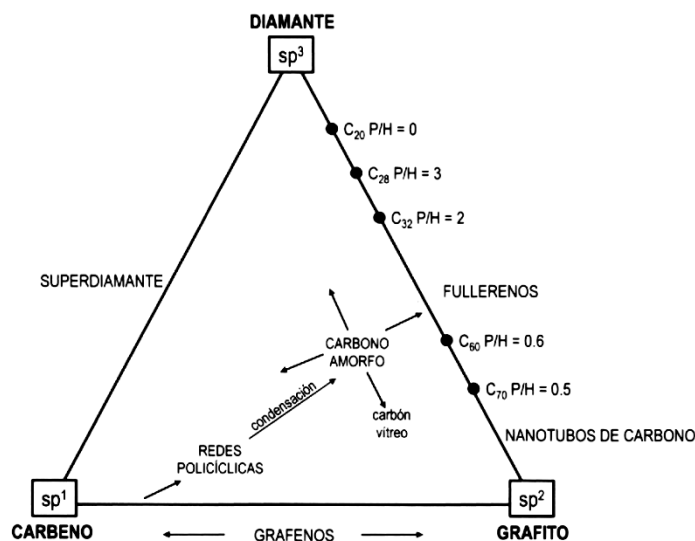 DIAMANTE
sp³
C₂₀ P/H = 0
C₂₈ P/H = 3
C₃₂ P/H = 2
SUPERDIAMANTE
FULLERENOS
CARBONO
AMORFO
C₆₀ P/H = 0.6
C₇₀ P/H = 0.5
condensación
carbón
vitreo
REDES
POLICÍCLICAS
NANOTUBOS DE CARBONO
sp¹
sp²
CARBENO
GRAFENOS
GRAFITO